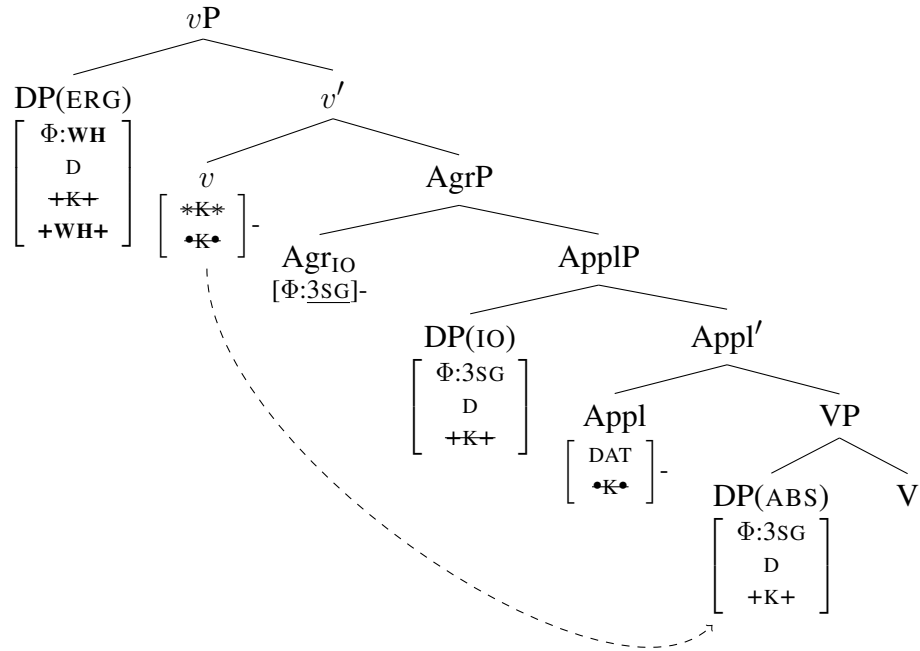 vP
DP(ERG)
v′
Φ:WH
D
+K+
+WH+
v
*K*
•K•
-
AgrP
AgrIO
[Φ:3SG]-
ApplP
DP(IO)
Φ:3SG
D
+K+
Appl′
Appl
DAT
•K•
-
VP
DP(ABS)
Φ:3SG
D
+K+
V